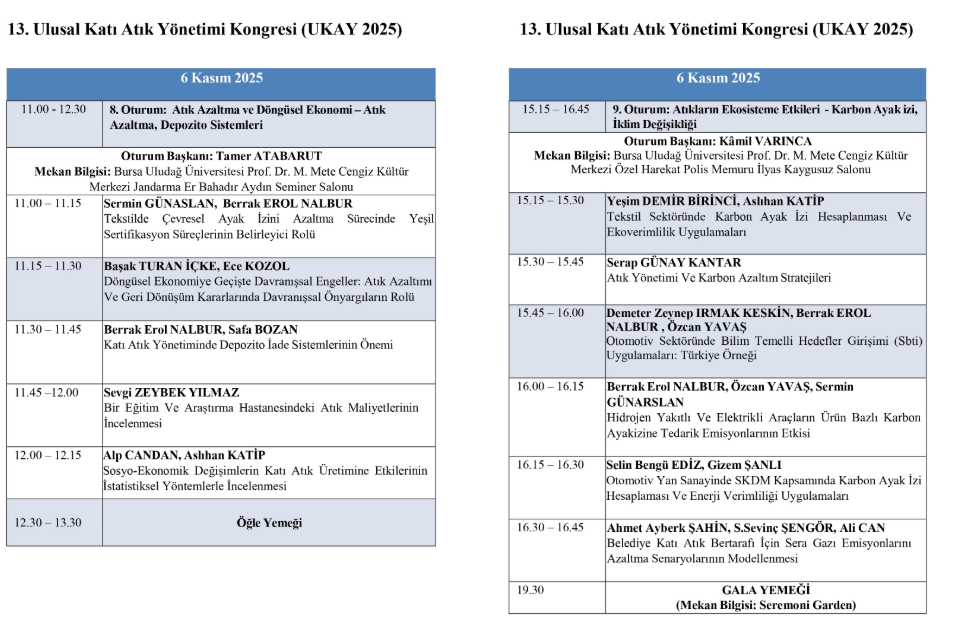 13. Ulusal Katı Atık Yönetimi Kongresi (UKAY 2025)
6 Kasım 2025
11.00 - 12.30
8. Oturum: Atık Azaltma ve Döngüsel Ekonomi – Atık
Azaltma, Depozito Sistemleri
Oturum Başkanı: Tamer ATABARUT
Mekan Bilgisi: Bursa Uludağ Üniversitesi Prof. Dr. M. Mete Cengiz Kültür
Merkezi Jandarma Er Bahadır Aydın Seminer Salonu
11.00 – 11.15
Sermin GÜNASLAN, Berrak EROL NALBUR
Tekstilde Çevresel Ayak İzini Azaltma Sürecinde Yeşil
Sertifikasyon Süreçlerinin Belirleyici Rolü
11.15 – 11.30
Başak TURAN İÇKE, Ece KOZOL
Döngüsel Ekonomiye Geçişte Davranışsal Engeller: Atık Azaltımı
Ve Geri Dönüşüm Kararlarında Davranışsal Önyargıların Rolü
11.30 – 11.45
Berrak Erol NALBUR, Safa BOZAN
Katı Atık Yönetiminde Depozito İade Sistemlerinin Önemi
11.45 –12.00
Sevgi ZEYBEK YILMAZ
Bir Eğitim Ve Araştırma Hastanesindeki Atık Maliyetlerinin
İncelenmesi
12.00 – 12.15
Alp CANDAN, Aslıhan KATİP
Sosyo-Ekonomik Değişimlerin Katı Atık Üretimine Etkilerinin
İstatistiksel Yöntemlerle İncelenmesi
12.30 – 13.30
Öğle Yemeği
13. Ulusal Katı Atık Yönetimi Kongresi (UKAY 2025)
6 Kasım 2025
15.15 – 16.45
9. Oturum: Atıkların Ekosisteme Etkileri - Karbon Ayak izi,
İklim Değişikliği
Oturum Başkanı: Kâmil VARINCA
Mekan Bilgisi: Bursa Uludağ Üniversitesi Prof. Dr. M. Mete Cengiz Kültür
Merkezi Özel Harekat Polis Memuru İlyas Kaygusuz Salonu
15.15 – 15.30
Yeşim DEMİR BİRİNCİ, Aslıhan KATİP
Tekstil Sektöründe Karbon Ayak İzi Hesaplanması Ve
Ekoverimlilik Uygulamaları
15.30 – 15.45
Serap GÜNAY KANTAR
Atık Yönetimi Ve Karbon Azaltım Stratejileri
15.45 – 16.00
Demeter Zeynep IRMAK KESKİN, Berrak EROL
NALBUR , Özcan YAVAŞ
Otomotiv Sektöründe Bilim Temelli Hedefler Girişimi (Sbti)
Uygulamaları: Türkiye Örneği
16.00 – 16.15
Berrak Erol NALBUR, Özcan YAVAŞ, Sermin
GÜNARSLAN
Hidrojen Yakıtlı Ve Elektrikli Araçların Ürün Bazlı Karbon
Ayakizine Tedarik Emisyonlarının Etkisi
16.15 – 16.30
Selin Bengü EDİZ, Gizem ŞANLI
Otomotiv Yan Sanayinde SKDM Kapsamında Karbon Ayak İzi
Hesaplaması Ve Enerji Verimliliği Uygulamaları
16.30 – 16.45
Ahmet Ayberk ŞAHİN, S.Sevinç ŞENGÖR, Ali CAN
Belediye Katı Atık Bertarafı İçin Sera Gazı Emisyonlarını
Azaltma Senaryolarının Modellenmesi
19.30
GALA YEMEĞİ
(Mekan Bilgisi: Seremoni Garden)